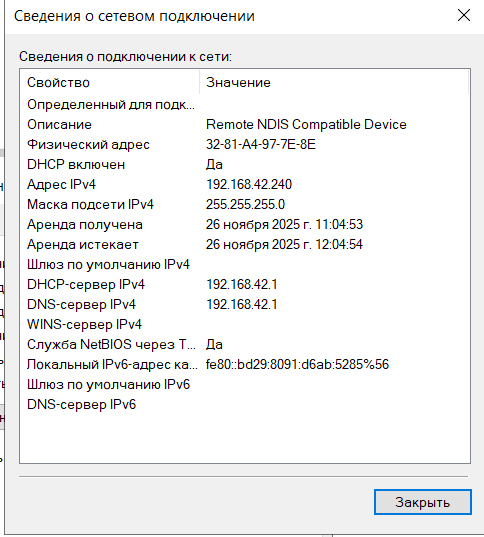 Сведения о сетевом подключении
Сведения о подключении к сети:
Свойство Значение
Определенный для подк...
Описание Remote NDIS Compatible Device
Физический адрес 32-81-A4-97-7E-8E
DHCP включен Да
Адрес IPv4 192.168.42.240
Маска подсети IPv4 255.255.255.0
Аренда получена 26 ноября 2025 г. 11:04:53
Аренда истекает 26 ноября 2025 г. 12:04:54
Шлюз по умолчанию IPv4
DHCP-сервер IPv4 192.168.42.1
DNS-сервер IPv4 192.168.42.1
WINS-сервер IPv4
Служба NetBIOS через T... Да
Локальный IPv6-адрес ка... fe80::bd29:8091:d6ab:5285%56
Шлюз по умолчанию IPv6
DNS-сервер IPv6
Закрыть